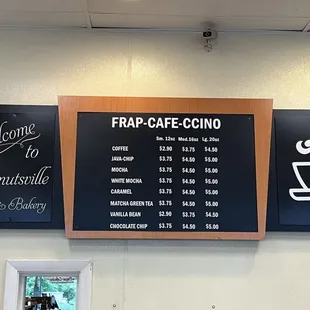 elcome
to
nutsville
& Bakery
FRAP-CAFE-CCINO
Sm. 12oz Med. 16oz Lg. 20oz
COFFEE $2.90 $3.75 $4.50
JAVA-CHIP $3.75 $4.50 $5.00
MOCHA $3.75 $4.50 $5.00
WHITE MOCHA $3.75 $4.50 $5.00
CARAMEL $3.75 $4.50 $5.00
MATCHA GREEN TEA $3.75 $4.50 $5.00
VANILLA BEAN $2.90 $3.75 $4.50
CHOCOLATE CHIP $3.75 $4.50 $5.00